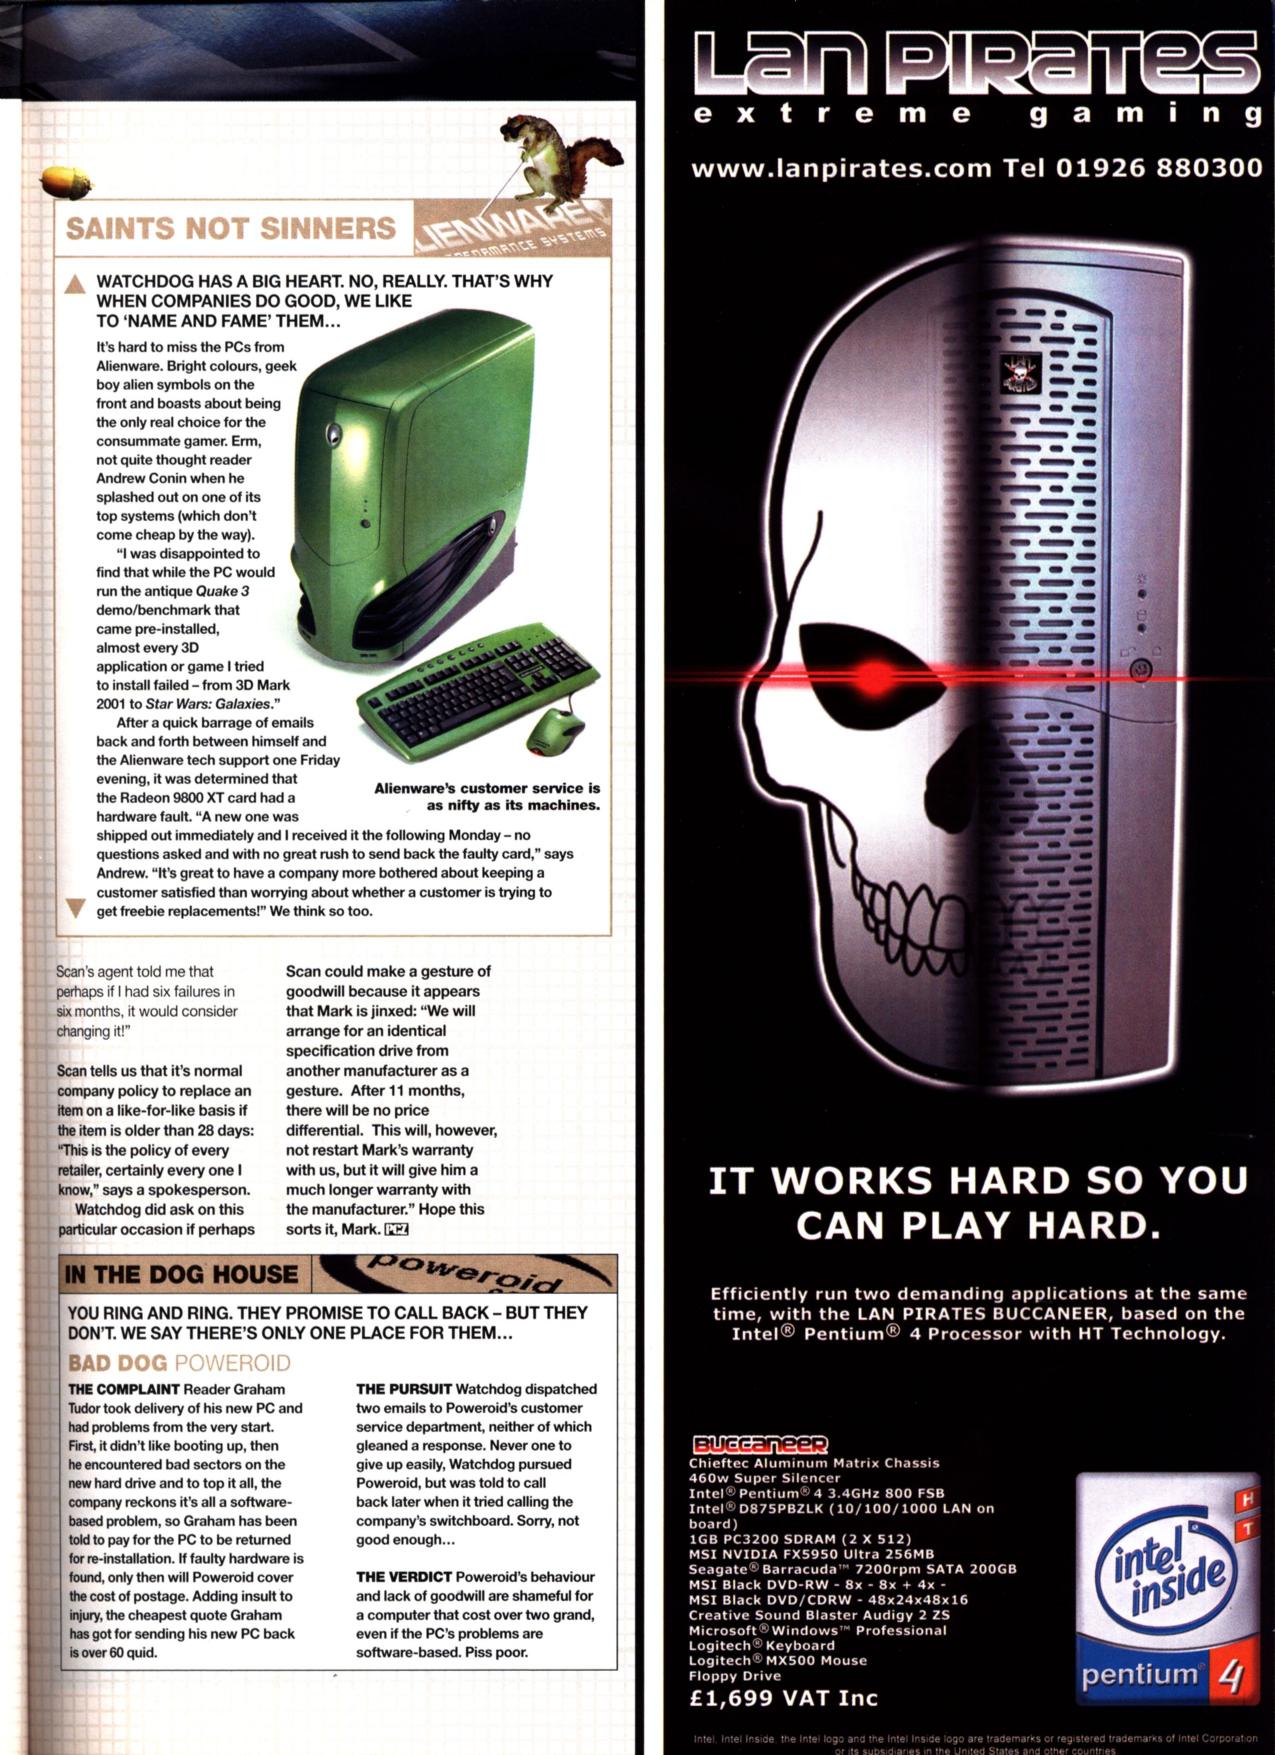 SAINTS NOT SINNERS
ALIENWARE
PERFORMANCE SYSTEMS
WATCHDOG HAS A BIG HEART. NO, REALLY. THAT'S WHY
WHEN COMPANIES DO GOOD, WE LIKE
TO 'NAME AND FAME' THEM...
It's hard to miss the PCs from
Alienware. Bright colours, geek
boy alien symbols on the
front and boasts about being
the only real choice for the
consummate gamer. Erm,
not quite thought reader
Andrew Conin when he
splashed out on one of its
top systems (which don't
come cheap by the way).
"I was disappointed to
find that while the PC would
run the antique Quake 3
demo/benchmark that
came pre-installed,
almost every 3D
application or game I tried
to install failed – from 3D Mark
2001 to Star Wars: Galaxies."
After a quick barrage of emails
back and forth between himself and
the Alienware tech support one Friday
evening, it was determined that
the Radeon 9800 XT card had a
hardware fault. "A new one was
shipped out immediately and I received it the following Monday – no
questions asked and with no great rush to send back the faulty card," says
Andrew. "It's great to have a company more bothered about keeping a
customer satisfied than worrying about whether a customer is trying to
get freebie replacements!" We think so too.
Alienware's customer service is
as nifty as its machines.
Scan's agent told me that
perhaps if I had six failures in
six months, it would consider
changing it!"
Scan tells us that it's normal
company policy to replace an
item on a like-for-like basis if
the item is older than 28 days:
"This is the policy of every
retailer, certainly every one I
know," says a spokesperson.
Watchdog did ask on this
particular occasion if perhaps
Scan could make a gesture of
goodwill because it appears
that Mark is jinxed: "We will
arrange for an identical
specification drive from
another manufacturer as a
gesture. After 11 months,
there will be no price
differential. This will, however,
not restart Mark's warranty
with us, but it will give him a
much longer warranty with
the manufacturer." Hope this
sorts it, Mark. PCZ
IN THE DOG HOUSE
poweroid
YOU RING AND RING. THEY PROMISE TO CALL BACK – BUT THEY
DON'T. WE SAY THERE'S ONLY ONE PLACE FOR THEM...
BAD DOG POWEROID
THE COMPLAINT Reader Graham
Tudor took delivery of his new PC and
had problems from the very start.
First, it didn't like booting up, then
he encountered bad sectors on the
new hard drive and to top it all, the
company reckons it's all a software-
based problem, so Graham has been
told to pay for the PC to be returned
for re-installation. If faulty hardware is
found, only then will Poweroid cover
the cost of postage. Adding insult to
injury, the cheapest quote Graham
has got for sending his new PC back
is over 60 quid.
THE PURSUIT Watchdog dispatched
two emails to Poweroid's customer
service department, neither of which
gleaned a response. Never one to
give up easily, Watchdog pursued
Poweroid, but was told to call
back later when it tried calling the
company's switchboard. Sorry, not
good enough...
THE VERDICT Poweroid's behaviour
and lack of goodwill are shameful for
a computer that cost over two grand,
even if the PC's problems are
software-based. Piss poor.
LAN PIRATES
extreme gaming
www.lanpirates.com Tel 01926 880300
IT WORKS HARD SO YOU
CAN PLAY HARD.
Efficiently run two demanding applications at the same
time, with the LAN PIRATES BUCCANEER, based on the
Intel® Pentium® 4 Processor with HT Technology.
BUCCANEER
Chieftec Aluminum Matrix Chassis
460w Super Silencer
Intel® Pentium® 4 3.4GHz 800 FSB
Intel® D875PBZLK (10/100/1000 LAN on
board)
1GB PC3200 SDRAM (2 X 512)
MSI NVIDIA FX5950 Ultra 256MB
Seagate® Barracuda™ 7200rpm SATA 200GB
MSI Black DVD-RW - 8x - 8x + 4x -
MSI Black DVD/CDRW - 48x24x48x16
Creative Sound Blaster Audigy 2 ZS
Microsoft® Windows™ Professional
Logitech® Keyboard
Logitech® MX500 Mouse
Floppy Drive
£1,699 VAT Inc
HT
intel
inside
pentium® 4
Intel, Intel Inside, the Intel logo and the Intel Inside logo are trademarks or registered trademarks of Intel Corporation
or its subsidiaries in the United States and other countries